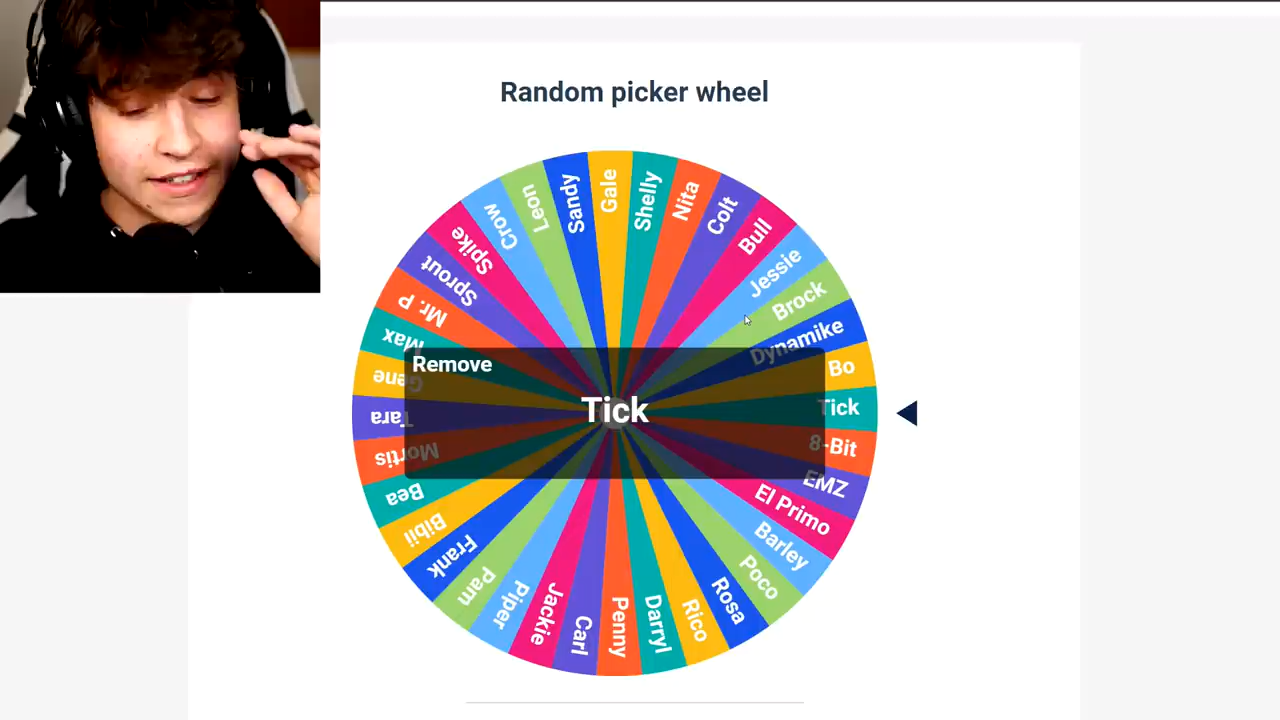 Random picker wheel
Gale
Shelly
Nita
Colt
Bull
Jessie
Brock
Dynamike
Bo
Tick
8-Bit
EMZ
El Primo
Barley
Poco
Rosa
Rico
Darryl
Penny
Carl
Jackie
Piper
Pam
Frank
Bibii
Bea
Mortis
Tara
Gene
Max
Mr. P
Sprout
Spike
Crow
Leon
Sandy
Remove
Tick